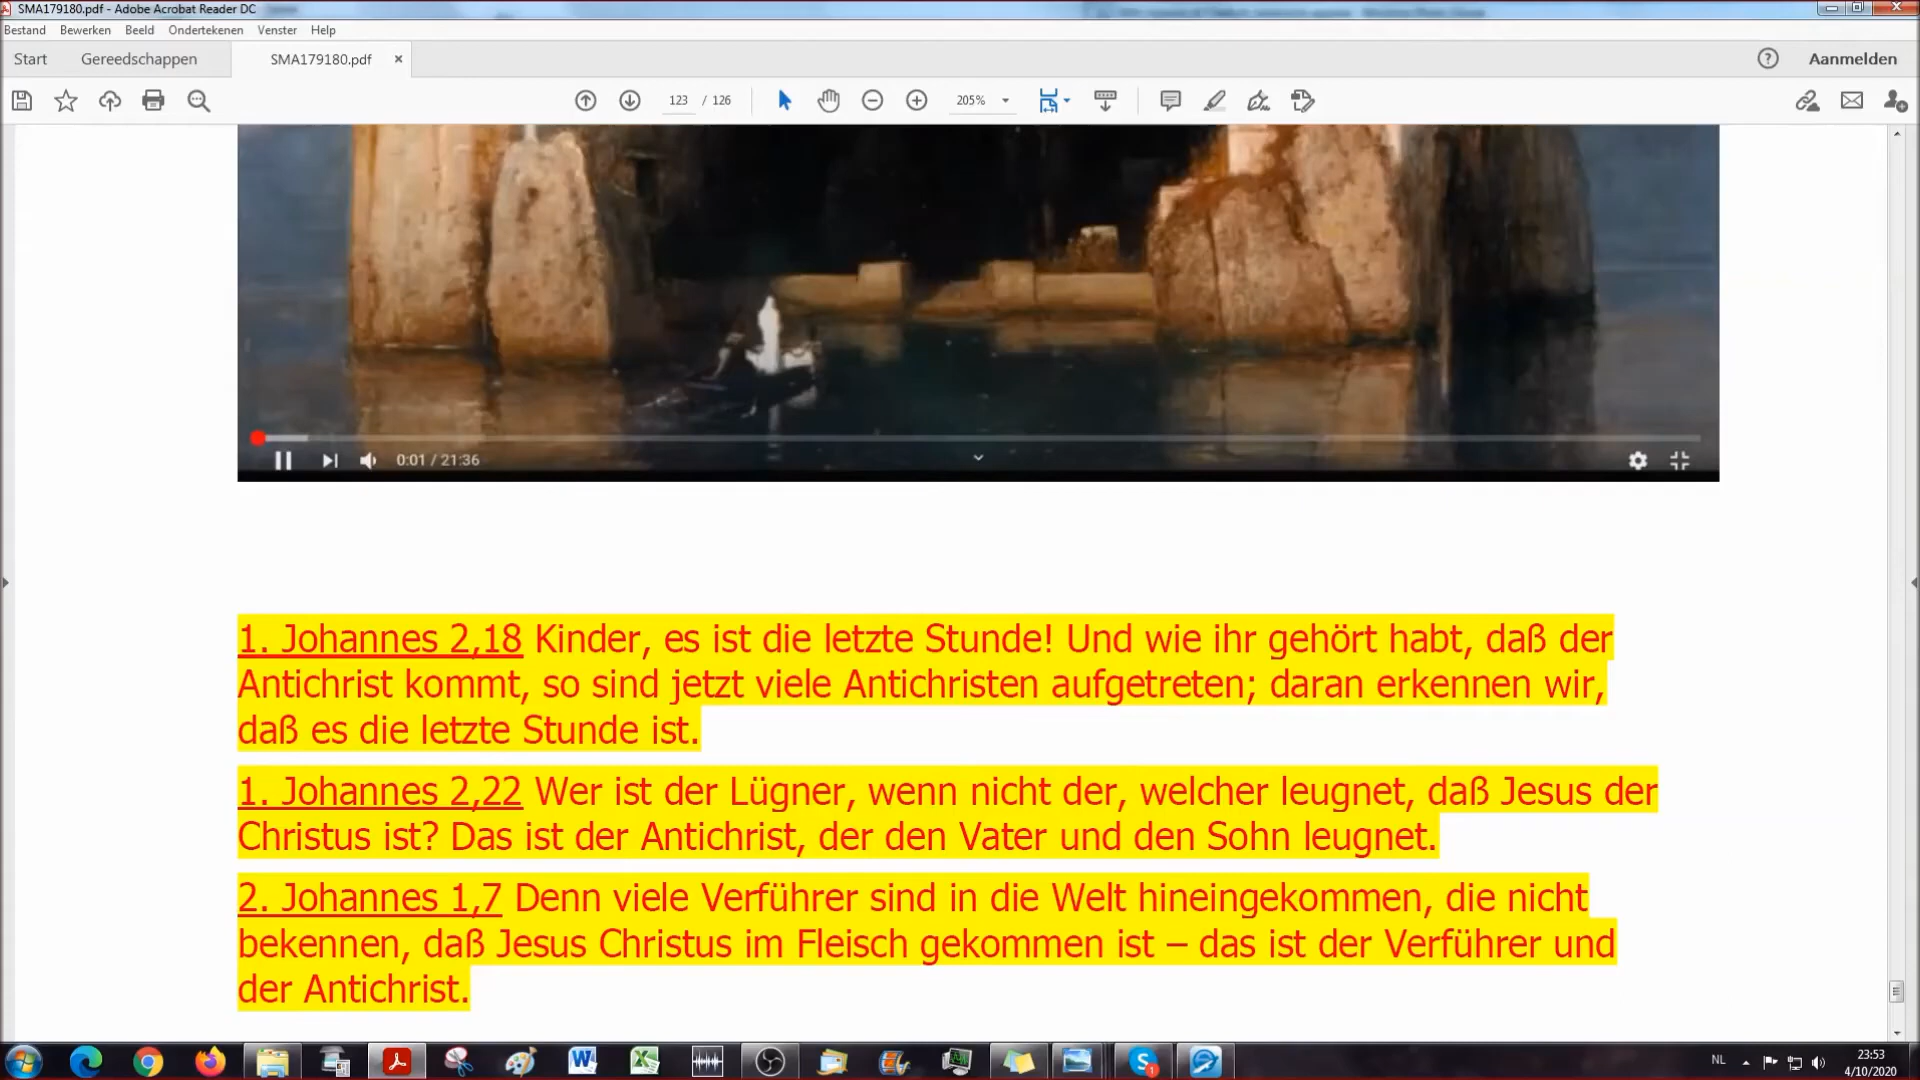 SMA179180.pdf - Adobe Acrobat Reader DC
Bestand Bewerken Beeld Ondertekenen Venster Help
Start Gereedschappen SMA179180.pdf × ? Aanmelden
123 / 126 205%
0:01 / 21:36
1. Johannes 2,18 Kinder, es ist die letzte Stunde! Und wie ihr gehört habt, daß der
Antichrist kommt, so sind jetzt viele Antichristen aufgetreten; daran erkennen wir,
daß es die letzte Stunde ist.
1. Johannes 2,22 Wer ist der Lügner, wenn nicht der, welcher leugnet, daß Jesus der
Christus ist? Das ist der Antichrist, der den Vater und den Sohn leugnet.
2. Johannes 1,7 Denn viele Verführer sind in die Welt hineingekommen, die nicht
bekennen, daß Jesus Christus im Fleisch gekommen ist – das ist der Verführer und
der Antichrist.
NL
23:53
4/10/2020